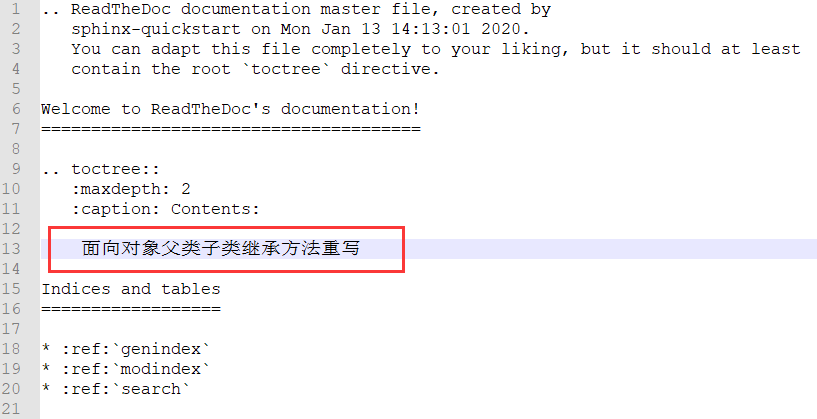 1 .. ReadTheDoc documentation master file, created by
2    sphinx-quickstart on Mon Jan 13 14:13:01 2020.
3    You can adapt this file completely to your liking, but it should at least
4    contain the root `toctree` directive.
5
6 Welcome to ReadTheDoc's documentation!
7 ======================================
8
9 .. toctree::
10    :maxdepth: 2
11    :caption: Contents:
12
13     面向对象父类子类继承方法重写
14
15 Indices and tables
16 ==================
17
18 * :ref:`genindex`
19 * :ref:`modindex`
20 * :ref:`search`
21